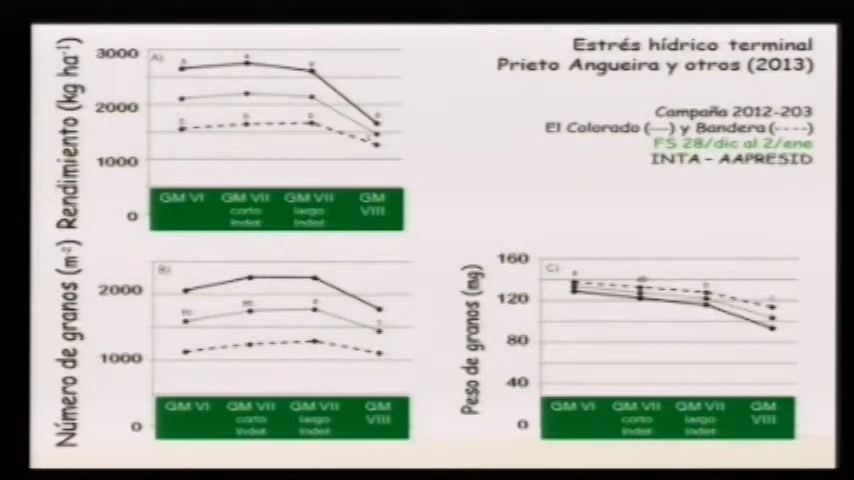 Estrés hídrico terminal
Prieto Angueira y otros (2013)
Campaña 2012-203
El Colorado (—) y Bandera (----)
FS 28/dic al 2/ene
INTA - AAPRESID
Rendimiento (kg ha⁻¹)
3000
2000
1000
0
A)
GM VI
GM VII corto Indet
GM VII largo Indet
GM VIII
Número de granos (m⁻²)
2000
1000
0
B)
GM VI
GM VII corto Indet
GM VII largo Indet
GM VIII
Peso de granos (mg)
160
120
80
40
0
C)
GM VI
GM VII corto Indet
GM VII largo Indet
GM VIII